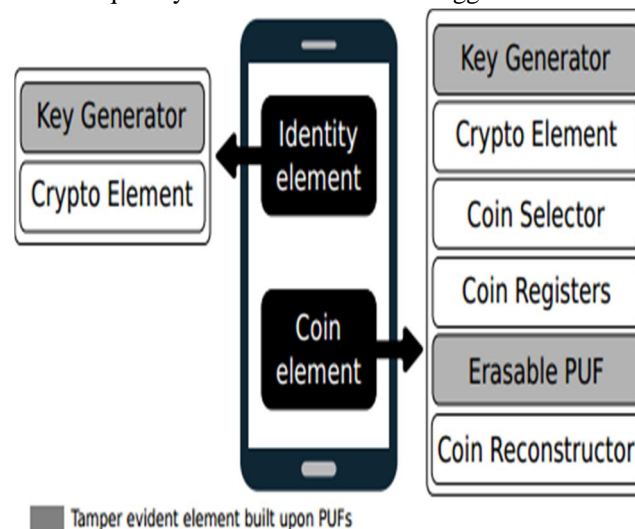 Key Generator
Crypto Element
Identity
element
Coin
element
Key Generator
Crypto Element
Coin Selector
Coin Registers
Erasable PUF
Coin Reconstructor
Tamper evident element built upon PUFs